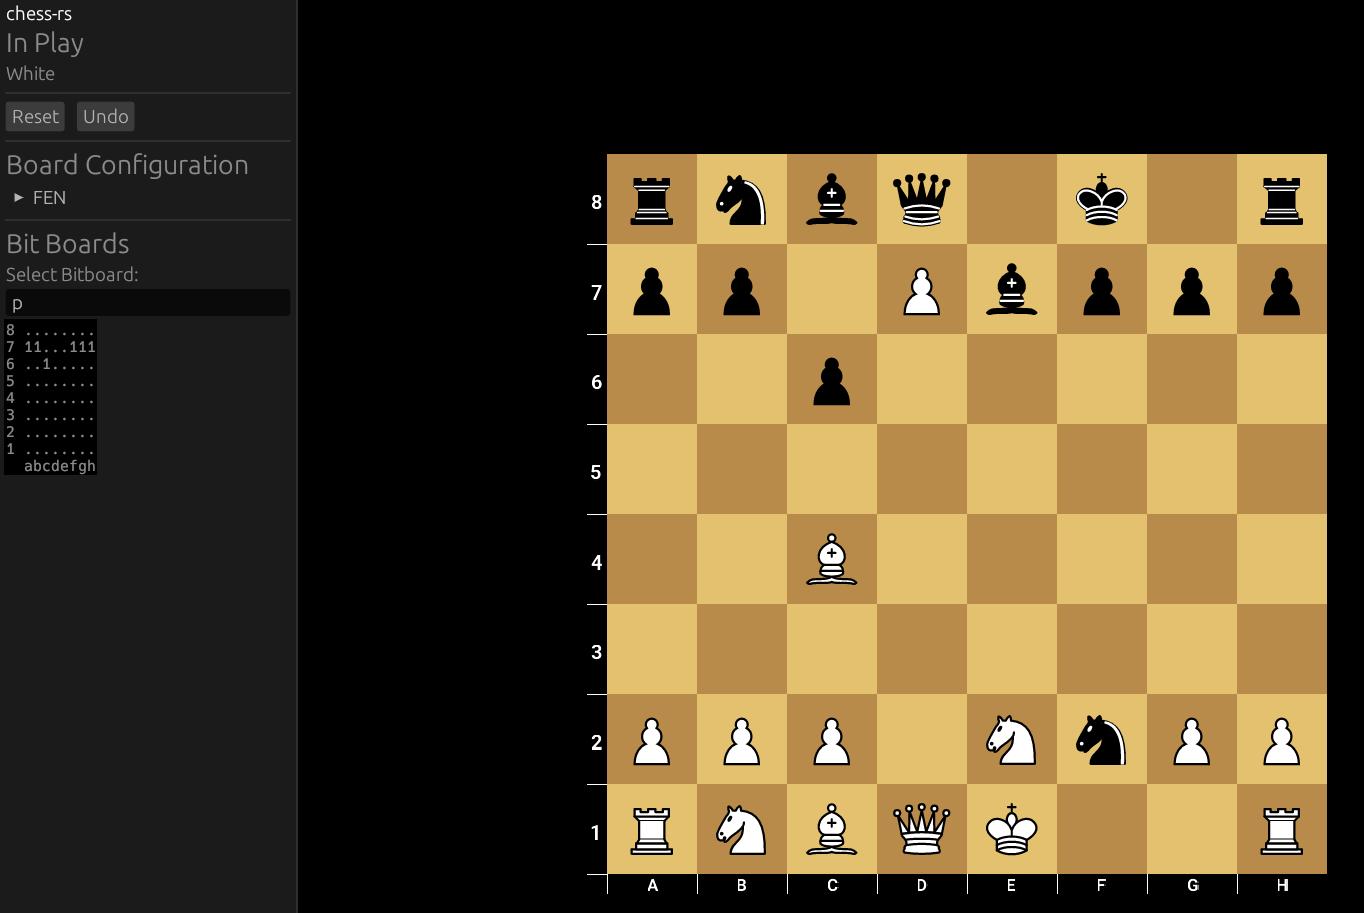 chess-rs
In Play
White
Reset Undo
Board Configuration
► FEN
Bit Boards
Select Bitboard:
p
8 ........
7 11...111
6 ..1.....
5 ........
4 ........
3 ........
2 ........
1 ........
abcdefgh
8
7
6
5
4
3
2
1
A B C D E F G H